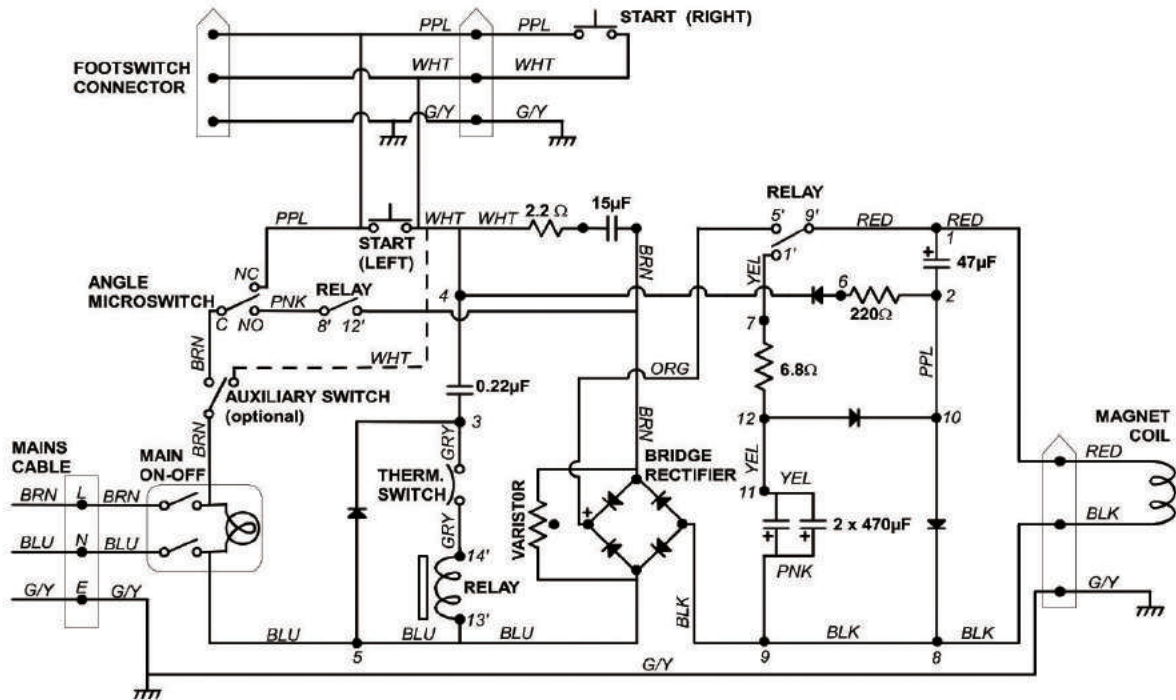 START (RIGHT)
PPL
PPL
FOOTSWITCH
CONNECTOR
WHT
WHT
G/Y
G/Y
RELAY
5'
9'
RED
RED
1
1'
YEL
47µF
+
PPL
START
(LEFT)
WHT
WHT
2.2 Ω
15µF
BRN
NC
ANGLE
MICROSWITCH
C
NO
PNK
RELAY
8'
12'
4
6
220Ω
2
7
BRN
WHT
AUXILIARY SWITCH
(optional)
0.22µF
ORG
6.8Ω
PPL
3
12
10
BRN
GRY
BRN
BRIDGE
RECTIFIER
MAGNET
COIL
MAINS
CABLE
MAIN
ON-OFF
THERM.
SWITCH
YEL
RED
BRN
L
BRN
11
YEL
VARIST0R
+
2 x 470µF
+
+
BLK
BLU
N
BLU
GRY
14'
RELAY
PNK
G/Y
E
G/Y
13'
G/Y
BLU
BLU
BLU
BLK
BLK
BLK
5
9
8
G/Y